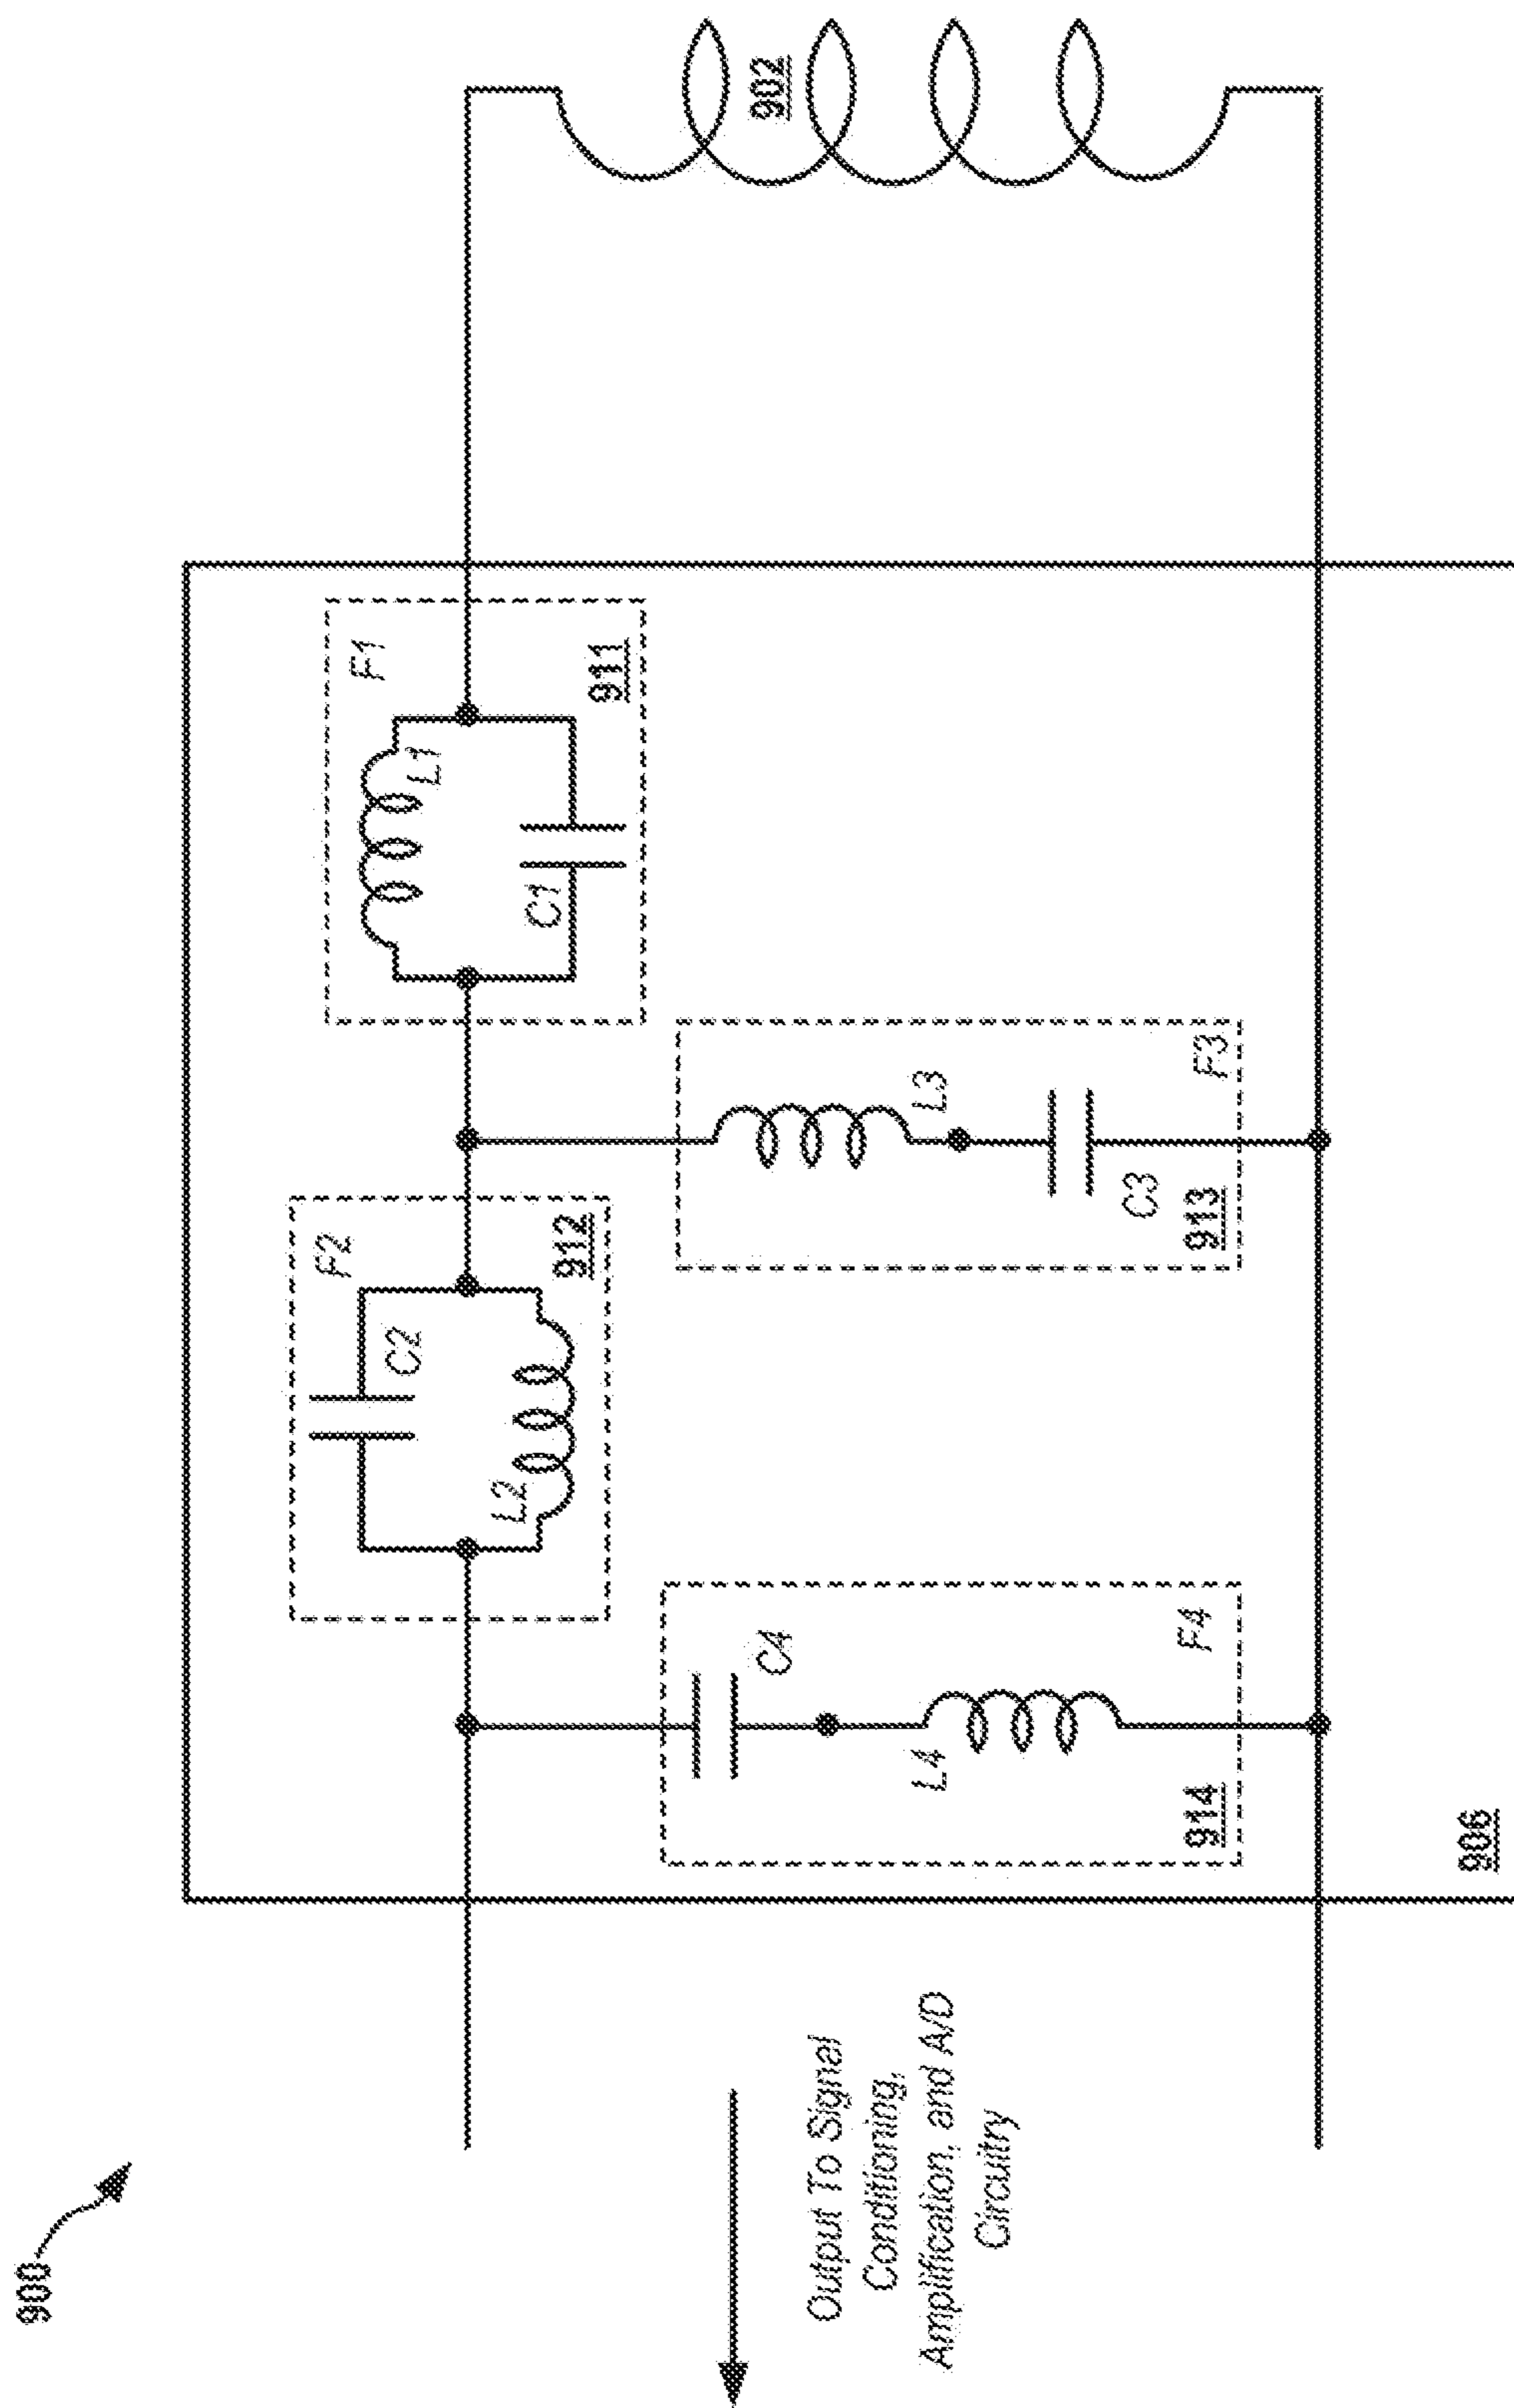 900
Output To Signal
Conditioning,
Amplification, and A/D
Circuitry
906
F4
914
C4
L4
F2
912
C2
L2
F3
913
L3
C3
F1
911
L1
C1
902